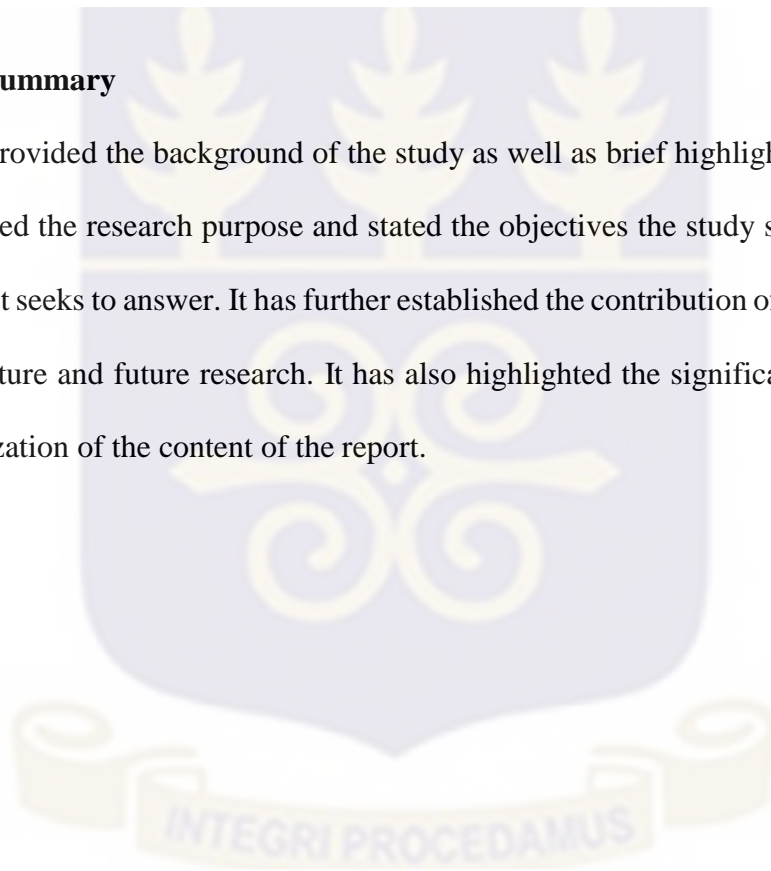 ummary
rovided the background of the study as well as brief highligh
ed the research purpose and stated the objectives the study s
t seeks to answer. It has further established the contribution o
ture and future research. It has also highlighted the significa
zation of the content of the report.
INTEGRI PROCEDAMUS